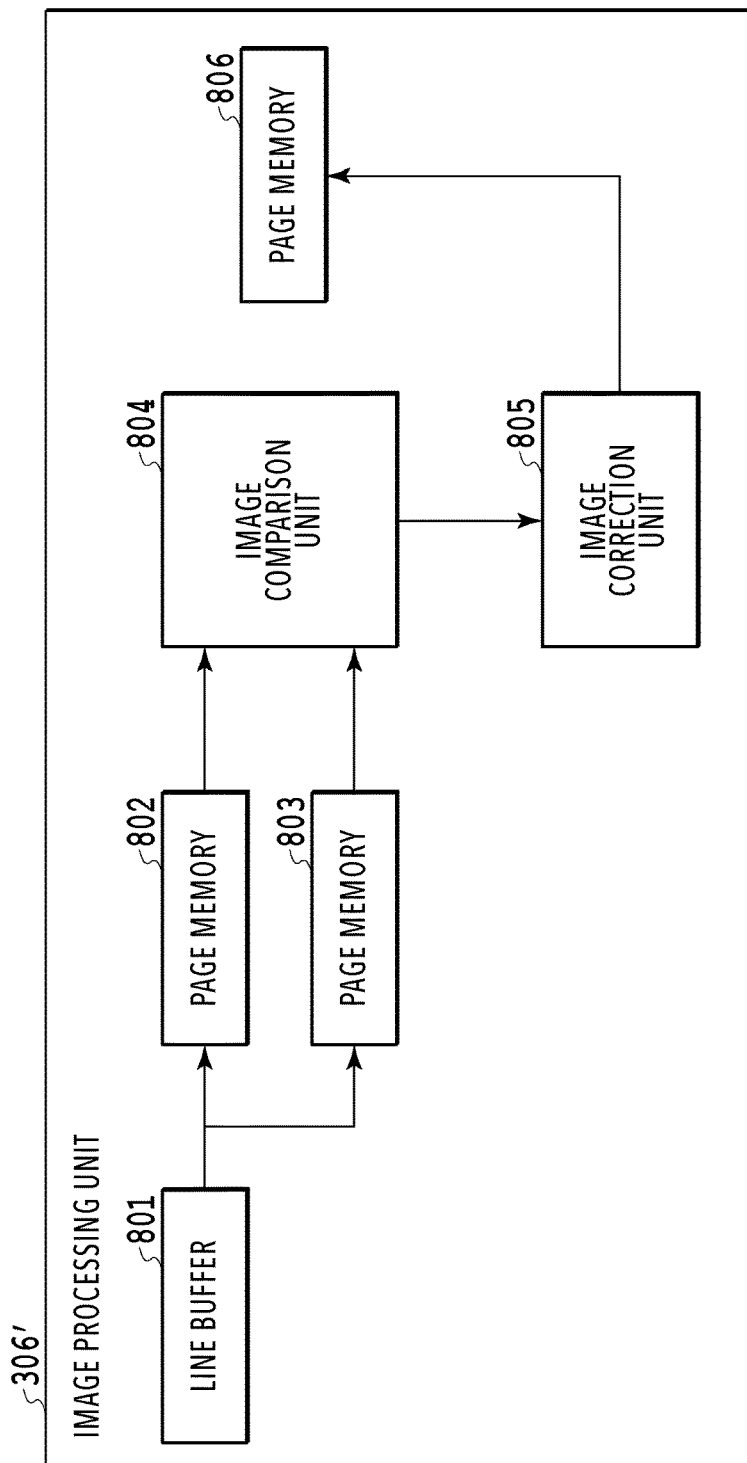 306'
IMAGE PROCESSING UNIT
801
LINE BUFFER
802
PAGE MEMORY
803
PAGE MEMORY
804
IMAGE
COMPARISON
UNIT
805
IMAGE
CORRECTION
UNIT
806
PAGE MEMORY